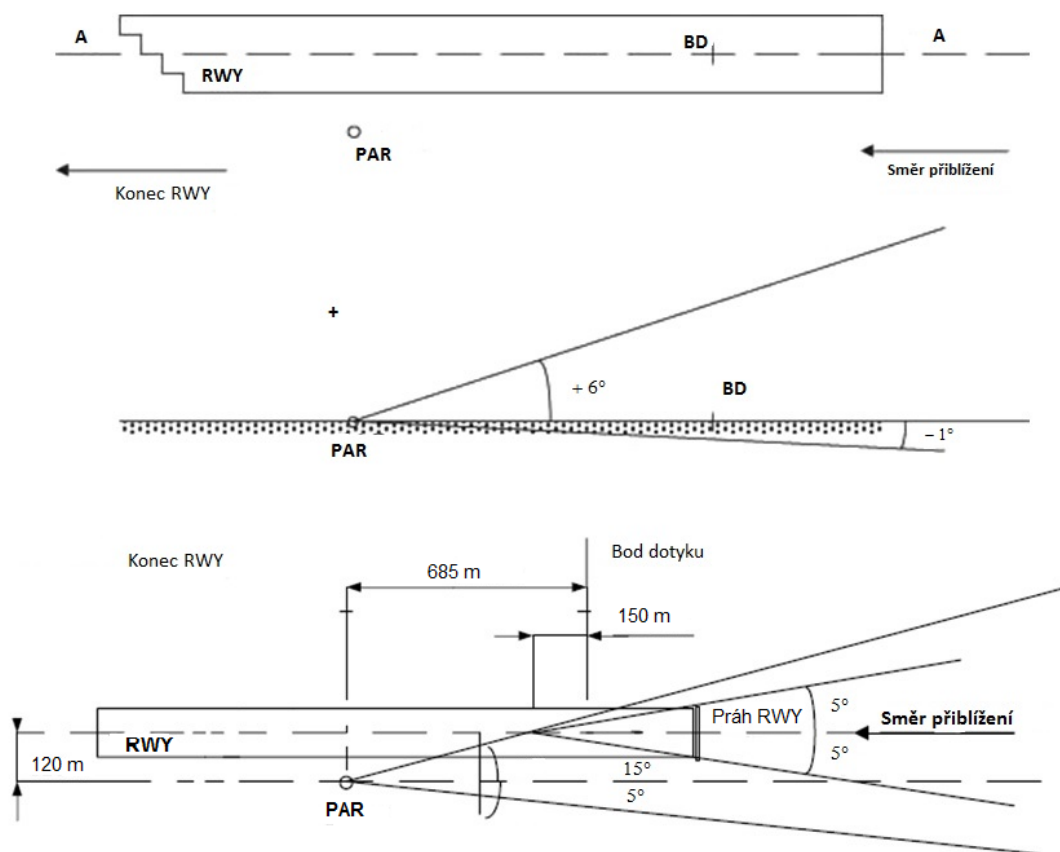 A
BD
A
RWY
PAR
Směr přiblížení
Konec RWY
+
+ 6°
BD
PAR
– 1°
Konec RWY
Bod dotyku
685 m
150 m
Práh RWY
5°
Směr přiblížení
RWY
5°
120 m
15°
5°
PAR